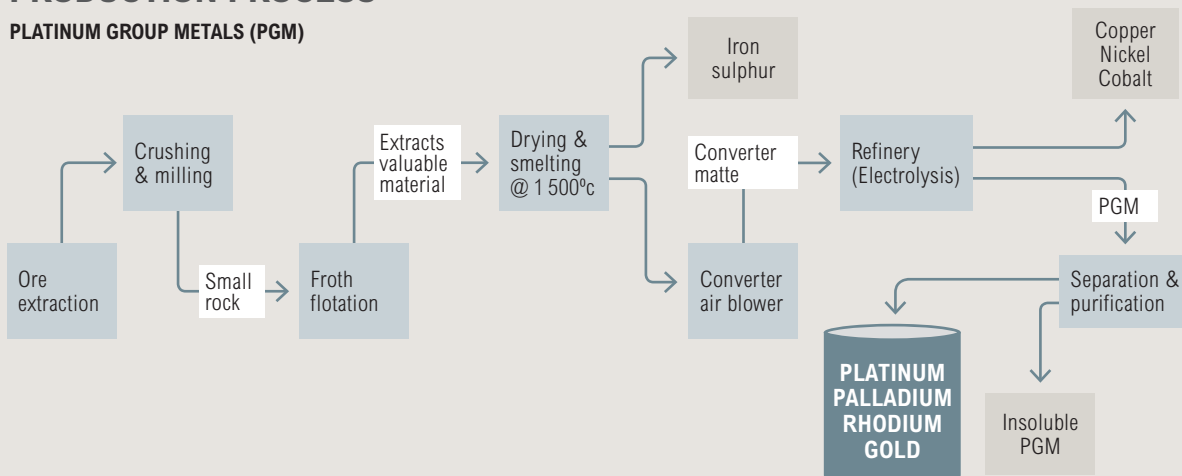 PRODUCTION PROCESS
PLATINUM GROUP METALS (PGM)
Ore
extraction
Crushing
& milling
Small
rock
Froth
flotation
Extracts
valuable
material
Drying &
smelting
@ 1 500ºc
Iron
sulphur
Converter
air blower
Converter
matte
Refinery
(Electrolysis)
Copper
Nickel
Cobalt
PGM
Separation &
purification
PLATINUM
PALLADIUM
RHODIUM
GOLD
Insoluble
PGM